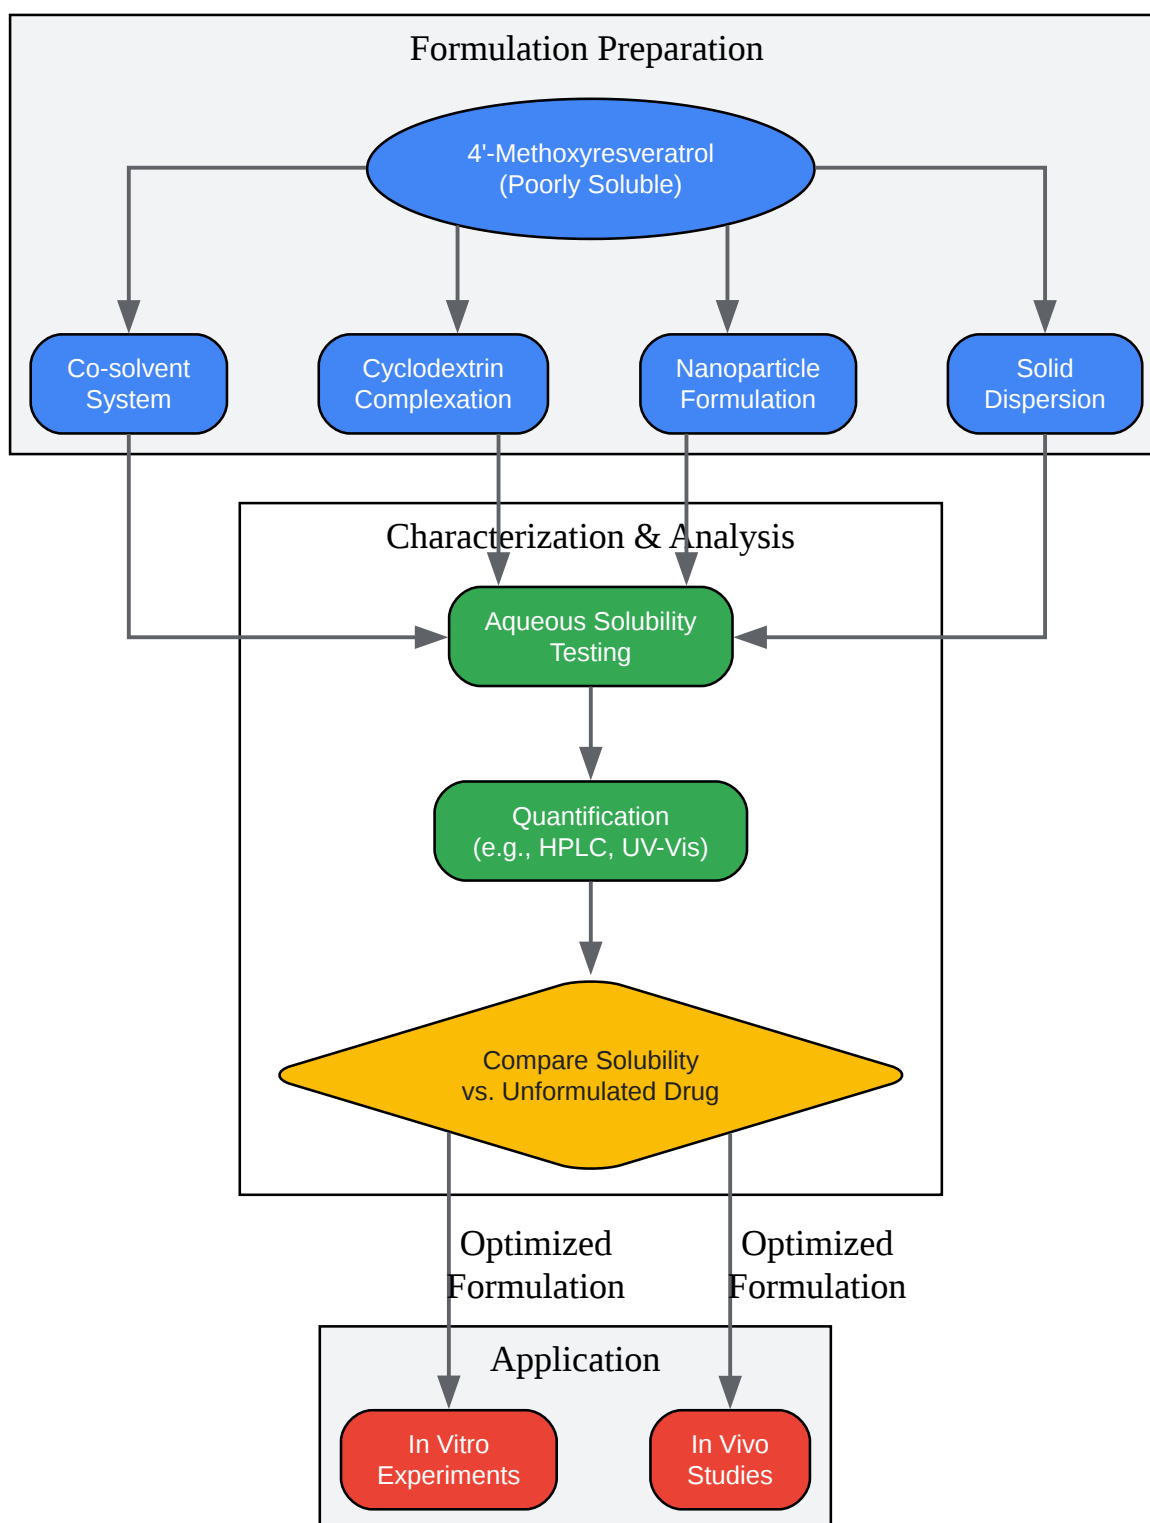 Formulation Preparation
4'-Methoxyresveratrol
(Poorly Soluble)
Co-solvent
System
Cyclodextrin
Complexation
Nanoparticle
Formulation
Solid
Dispersion
Characterization & Analysis
Aqueous Solubility
Testing
Quantification
(e.g., HPLC, UV-Vis)
Compare Solubility
vs. Unformulated Drug
Optimized
Formulation
Optimized
Formulation
Application
In Vitro
Experiments
In Vivo
Studies